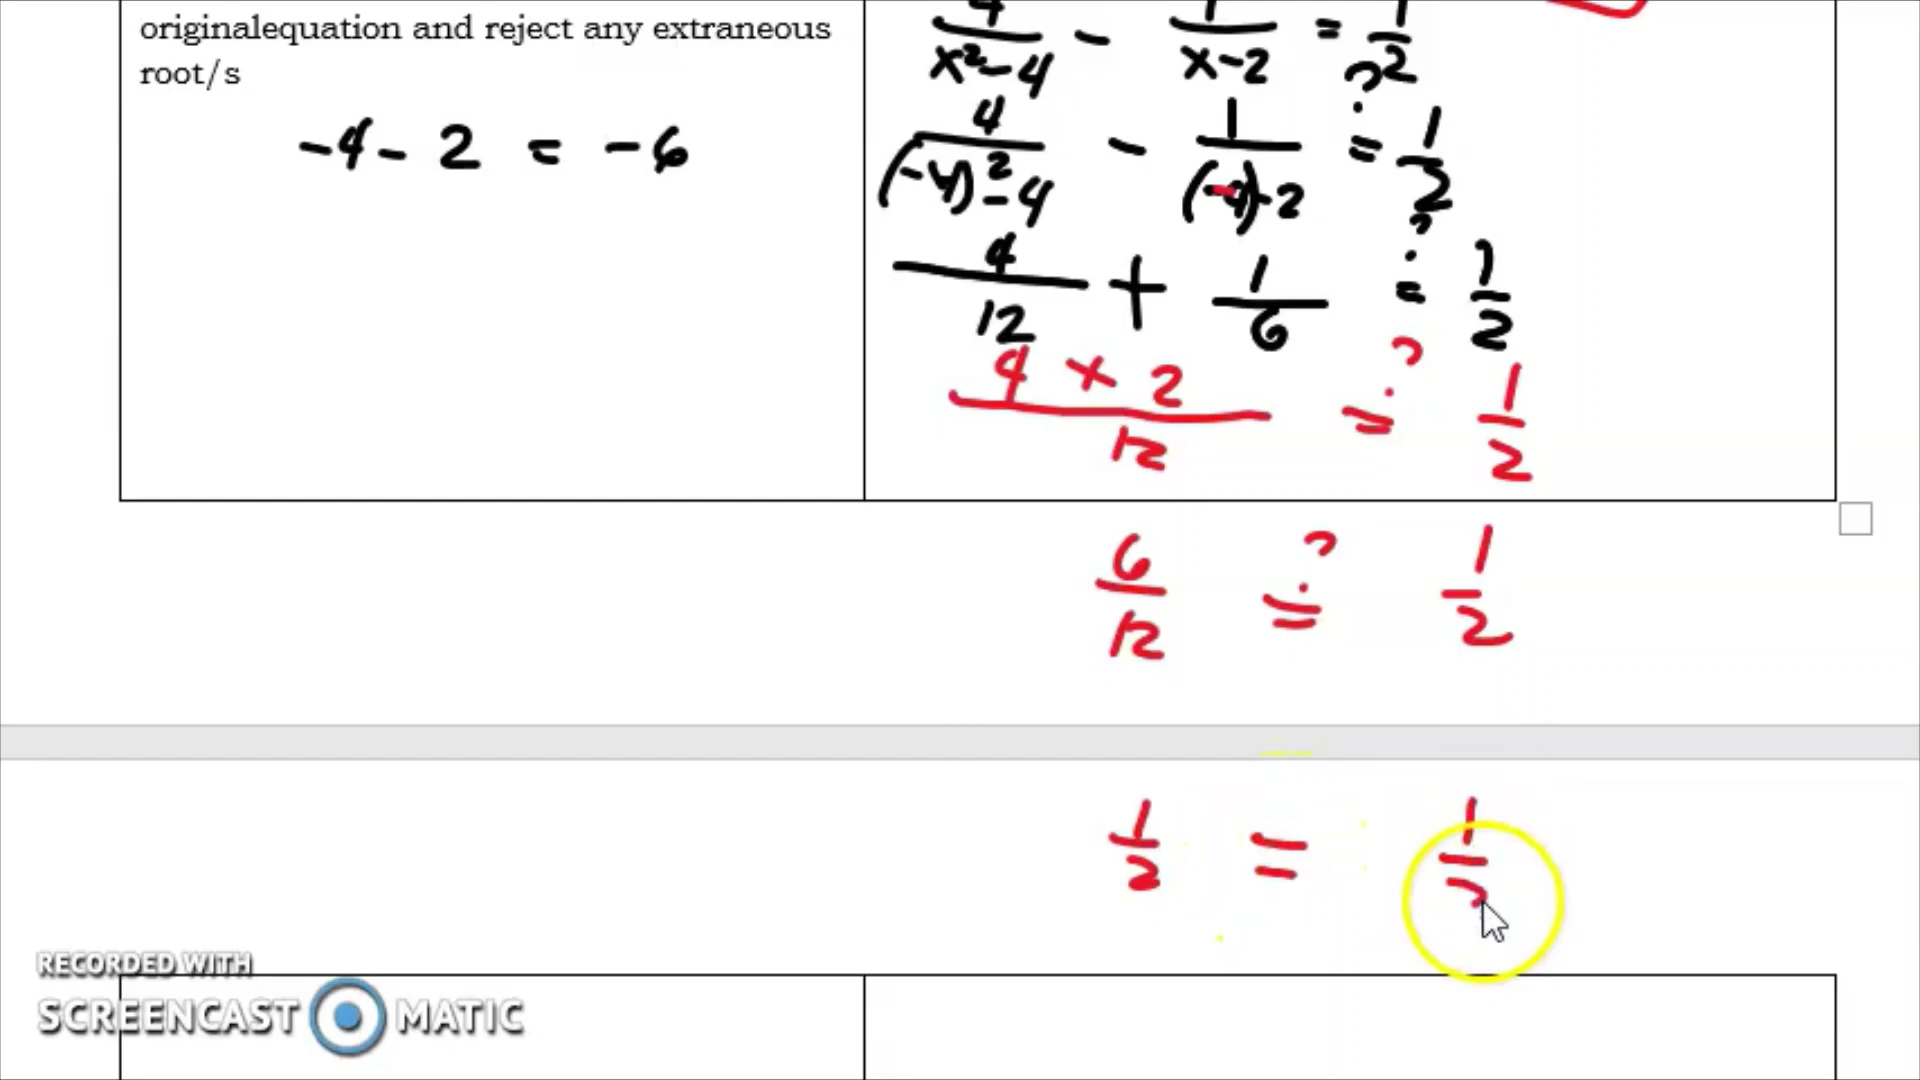 originalequation and reject any extraneous
root/s
-4 - 2 = -6
4/(x²-4) - 1/(x-2) = 1/2
4/((-4)²-4) - 1/((-4)-2) ≟ 1/2
4/12 + 1/6 ≟ 1/2
(4 + 2)/12 ≟ 1/2
6/12 ≟ 1/2
1/2 = 1/2
RECORDED WITH
SCREENCAST MATIC